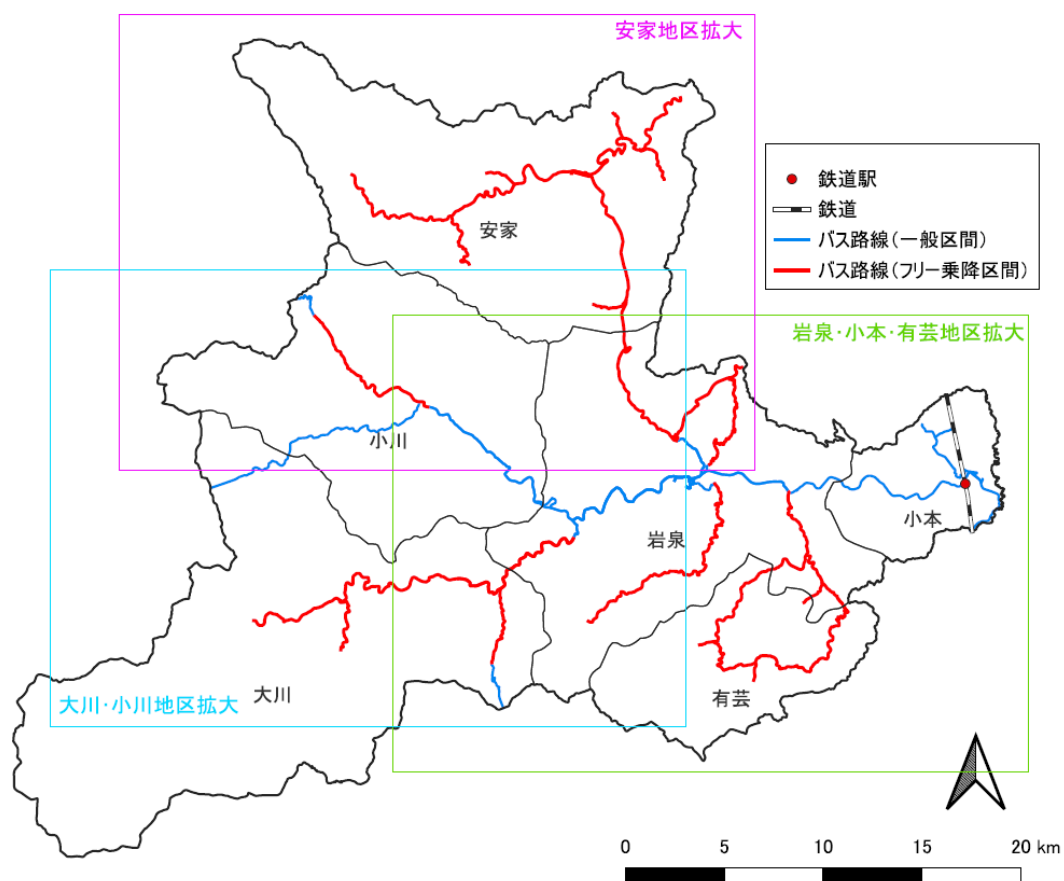 安家地区拡大
鉄道駅
鉄道
バス路線(一般区間)
バス路線(フリー乗降区間)
安家
岩泉・小本・有芸地区拡大
小川
小本
岩泉
大川
有芸
大川・小川地区拡大
0 5 10 15 20 km